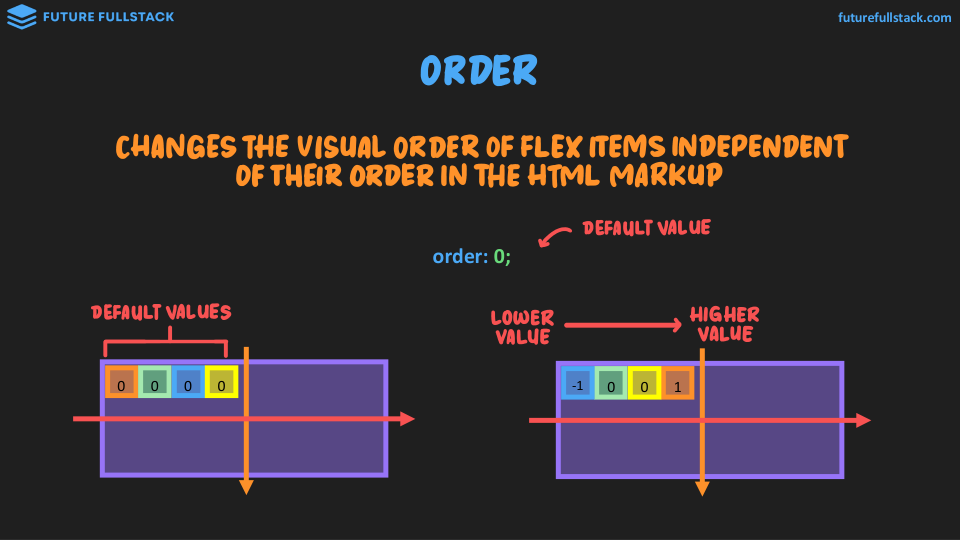 FUTURE FULLSTACK
futurefullstack.com
ORDER
CHANGES THE VISUAL ORDER OF FLEX ITEMS INDEPENDENT
OF THEIR ORDER IN THE HTML MARKUP
DEFAULT VALUE
order: 0;
DEFAULT VALUES
0 0 0 0
LOWER
VALUE
HIGHER
VALUE
-1 0 0 1